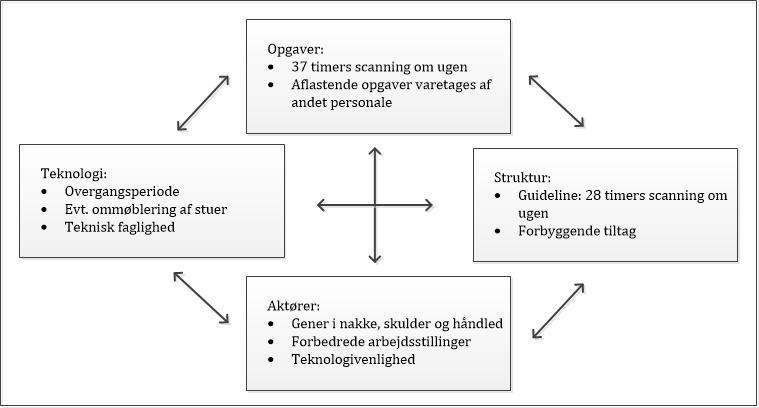 Opgaver:
• 37 timers scanning om ugen
• Aflastende opgaver varetages af
andet personale
Teknologi:
• Overgangsperiode
• Evt. ommøblering af stuer
• Teknisk faglighed
Struktur:
• Guideline: 28 timers scanning om
ugen
• Forbyggende tiltag
Aktører:
• Gener i nakke, skulder og håndled
• Forbedrede arbejdsstillinger
• Teknologivenlighed